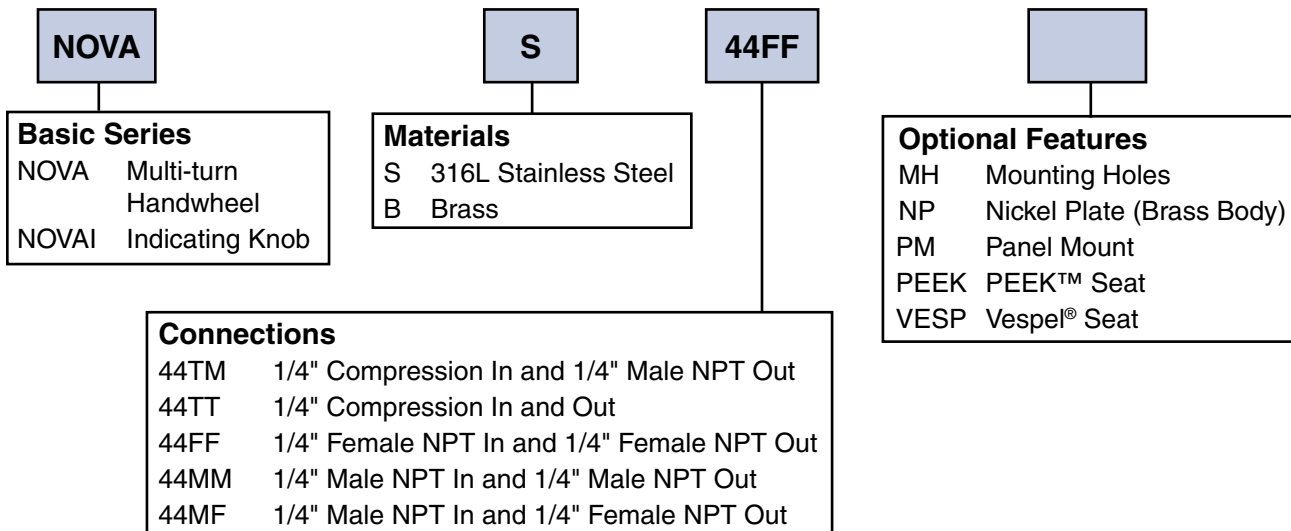 NOVA
S
44FF
Basic Series
NOVA Multi-turn
Handwheel
NOVAI Indicating Knob
Materials
S 316L Stainless Steel
B Brass
Optional Features
MH Mounting Holes
NP Nickel Plate (Brass Body)
PM Panel Mount
PEEK PEEK™ Seat
VESP Vespel® Seat
Connections
44TM 1/4" Compression In and 1/4" Male NPT Out
44TT 1/4" Compression In and Out
44FF 1/4" Female NPT In and 1/4" Female NPT Out
44MM 1/4" Male NPT In and 1/4" Male NPT Out
44MF 1/4" Male NPT In and 1/4" Female NPT Out